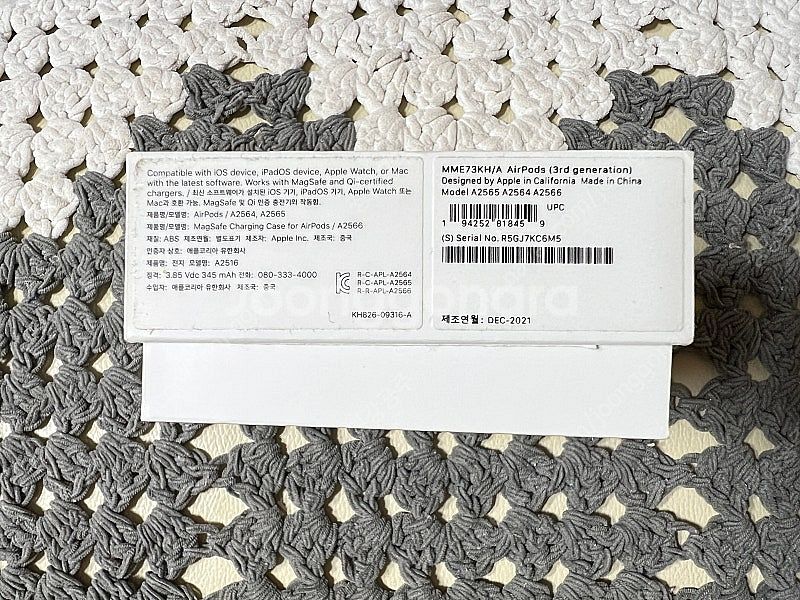 Compatible with iOS device, iPadOS device, Apple Watch, or Mac
with the latest software. Works with MagSafe and Qi-certified
chargers. / 최신 소프트웨어가 설치된 iOS 기기, iPadOS 기기, Apple Watch 또는
Mac과 호환 가능. MagSafe 및 Qi 인증 충전기와 작동함.
제품명/모델명: AirPods / A2564, A2565
제품명/모델명: MagSafe Charging Case for AirPods / A2566
재질: ABS 제조연월: 별도표기 제조자: Apple Inc. 제조국: 중국
인증자 상호: 애플코리아 유한회사
제품명: 전지 모델명: A2516
정격: 3.85 Vdc 345 mAh 전화: 080-333-4000
수입자: 애플코리아 유한회사 제조국: 중국
R-C-APL-A2564
R-C-APL-A2565
R-R-APL-A2566
KH826-09316-A
MME73KH/A AirPods (3rd generation)
Designed by Apple in California Made in China
Model A2565 A2564 A2566
UPC
1 94252 81845 9
(S) Serial No. R5GJ7KC6M5
제조연월: DEC-2021